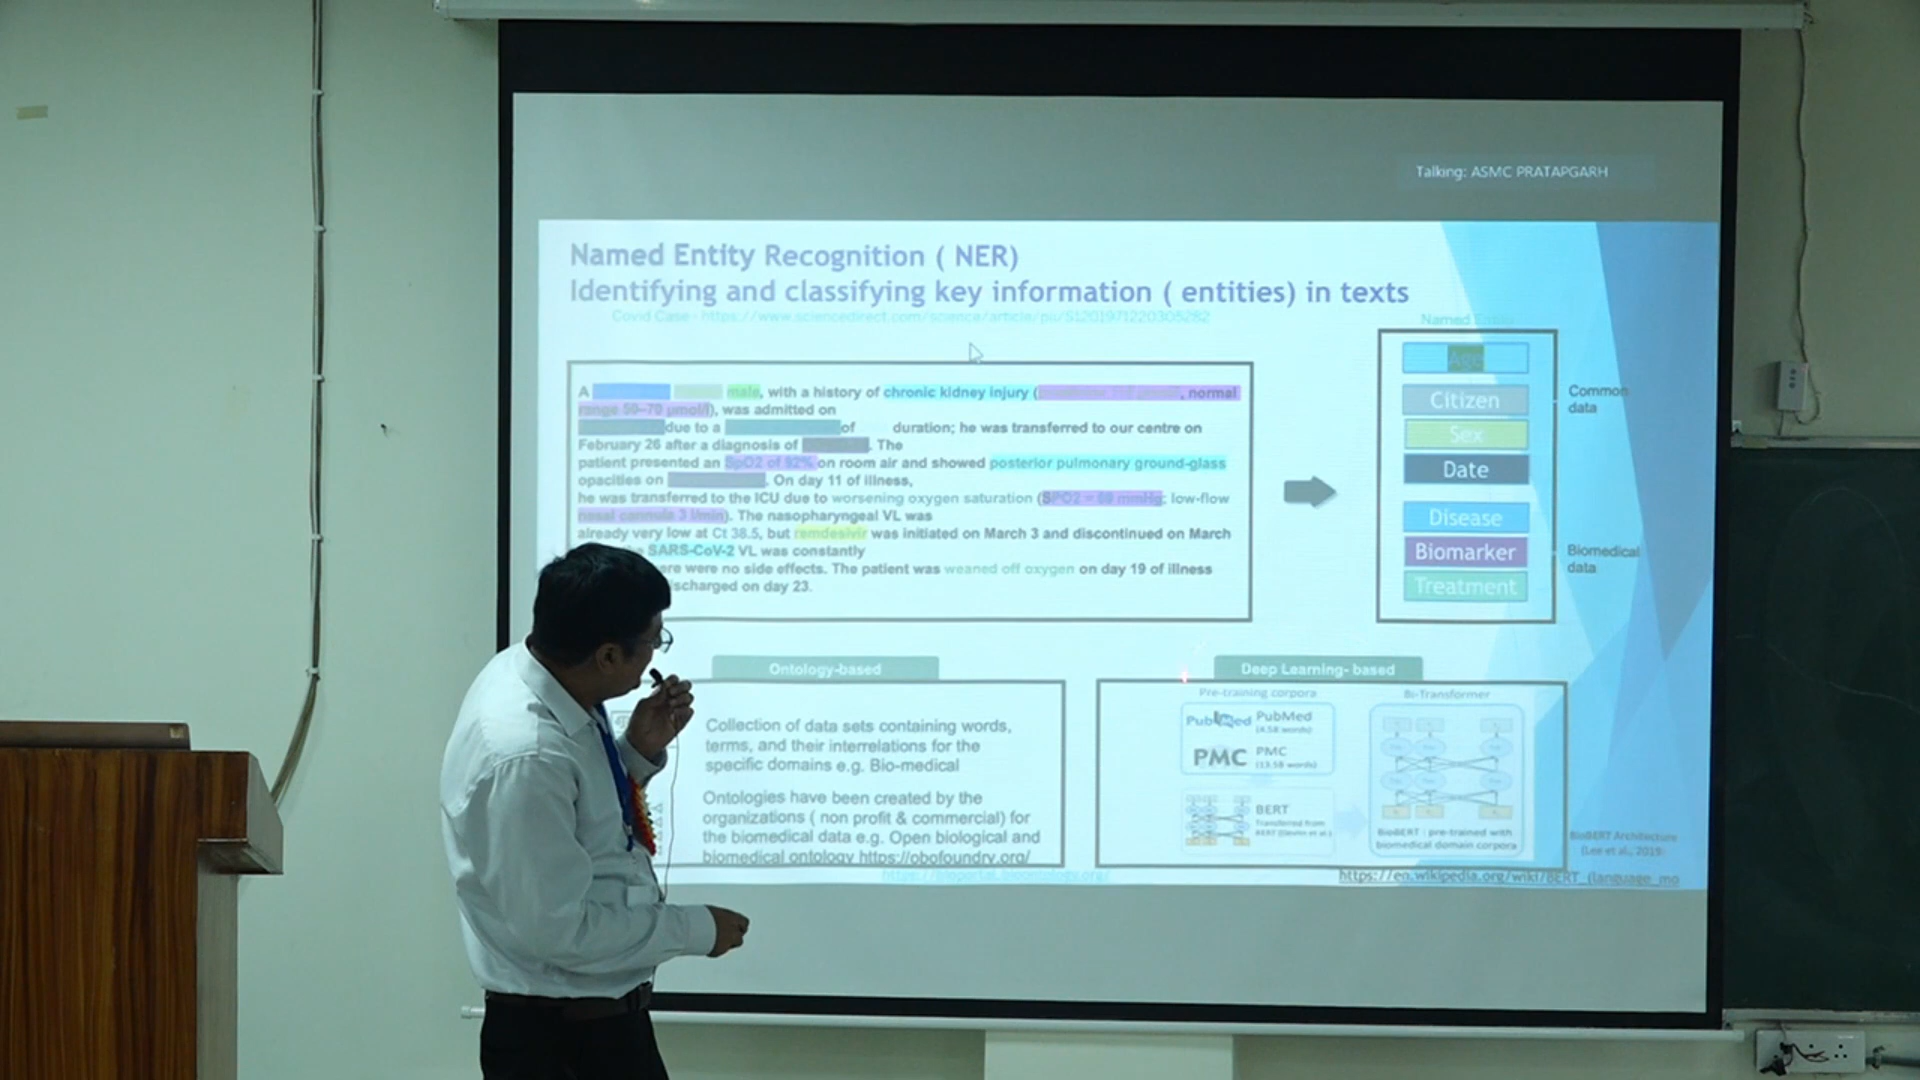 Talking: ASMC PRATAPGARH
Named Entity Recognition ( NER)
Identifying and classifying key information ( entities) in texts
Covid Case - https://www.sciencedirect.com/science/article/pii/S1201971220305282
Named
A male, with a history of chronic kidney injury ( , normal
range 59–70 µmol/l), was admitted on
due to a of duration; he was transferred to our centre on
February 26 after a diagnosis of . The
patient presented an SpO2 of 92% on room air and showed posterior pulmonary ground-glass
opacities on . On day 11 of illness,
he was transferred to the ICU due to worsening oxygen saturation (SPO2 = 69 mmHg; low-flow
nasal cannula 3 l/min). The nasopharyngeal VL was
already very low at Ct 38.5, but remdesivir was initiated on March 3 and discontinued on March
SARS-CoV-2 VL was constantly
ere were no side effects. The patient was weaned off oxygen on day 19 of illness
scharged on day 23.
Age
Citizen
Sex
Date
Disease
Biomarker
Treatment
Common
data
Biomedical
data
Ontology-based
Collection of data sets containing words,
terms, and their interrelations for the
specific domains e.g. Bio-medical
Ontologies have been created by the
organizations ( non profit & commercial) for
the biomedical data e.g. Open biological and
biomedical ontology https://obofoundry.org/
https://bioportal.bioontology.org/
Deep Learning- based
Pre-training corpora
Bi-Transformer
PubMed PubMed
(4.5B words)
PMC PMC
(13.5B words)
BERT
Transferred from
BERT (Devlin et al.)
BioBERT : pre-trained with
biomedical domain corpora
BioBERT Architecture
(Lee et al., 2019
https://en.wikipedia.org/wiki/BERT_(language_mo